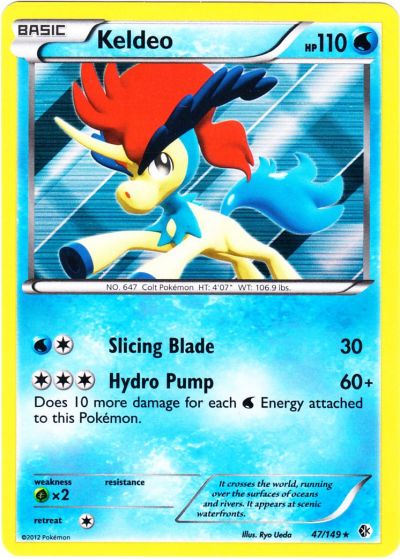 BASIC
Keldeo
HP110
NO. 647 Colt Pokémon HT: 4'07" WT: 106.9 lbs.
Slicing Blade 30
Hydro Pump 60+
Does 10 more damage for each Energy attached
to this Pokémon.
weakness resistance
×2
retreat
It crosses the world, running
over the surfaces of oceans
and rivers. It appears at scenic
waterfronts.
©2012 Pokémon
Illus. Ryo Ueda 47/149★